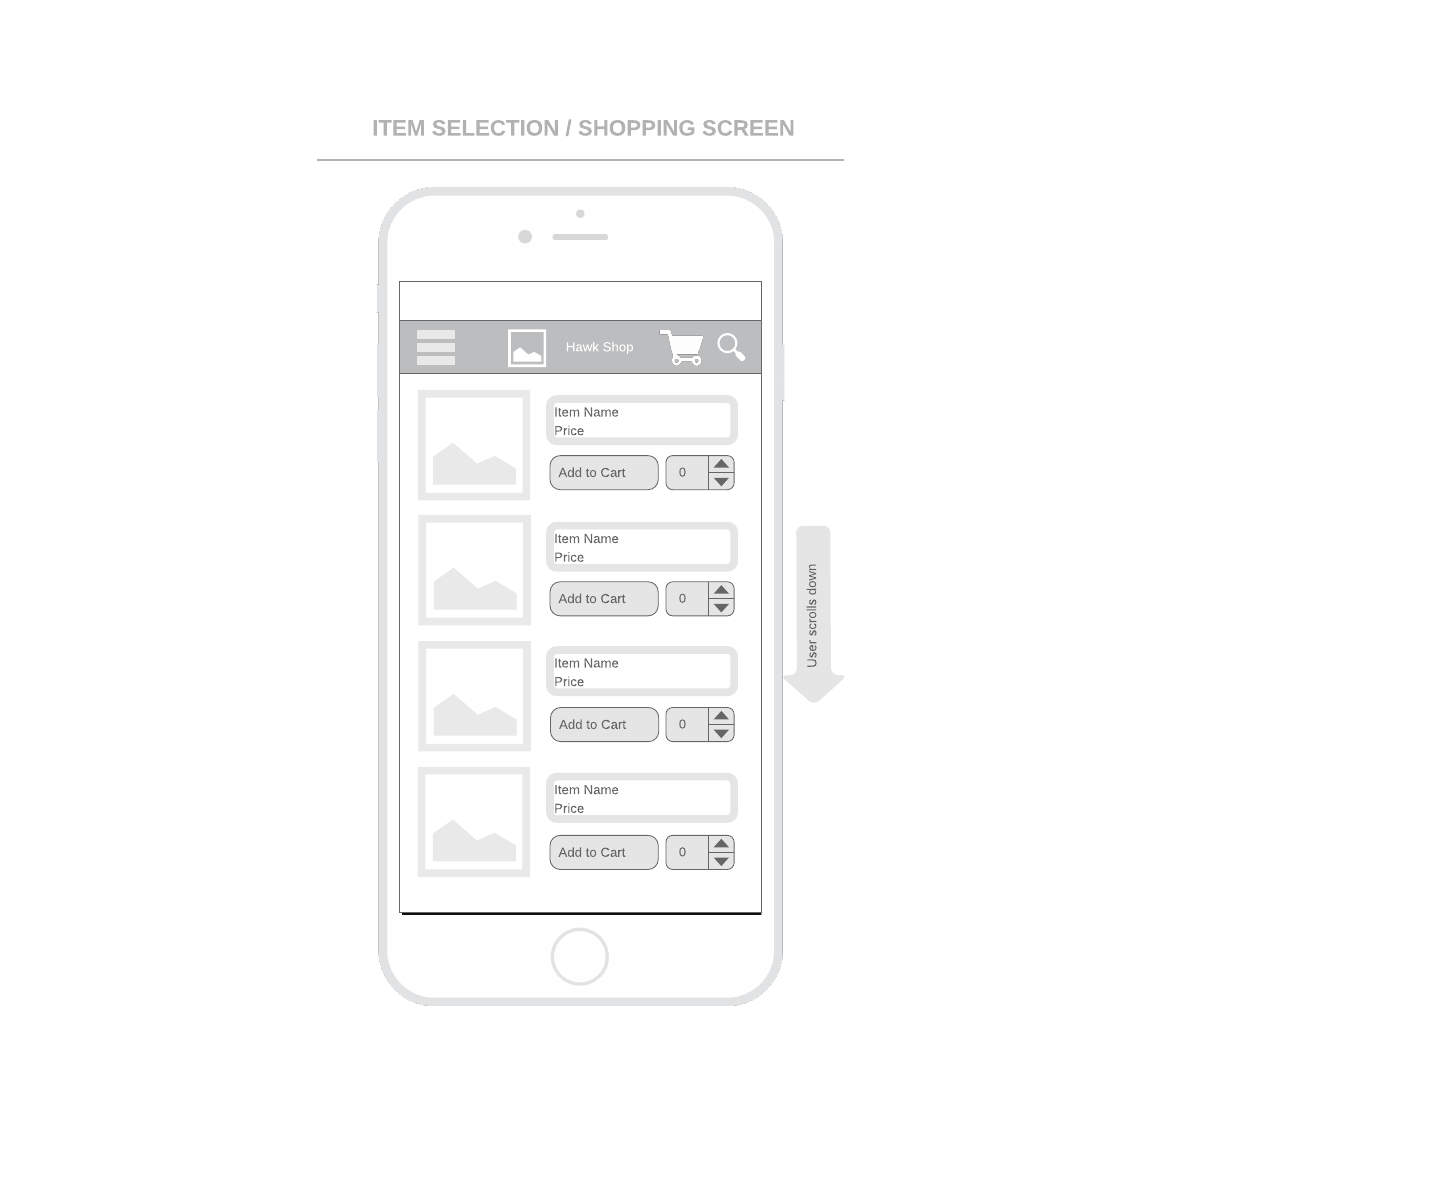 ITEM SELECTION / SHOPPING SCREEN
Hawk Shop
Item Name
Price
Add to Cart 0
Item Name
Price
Add to Cart 0
User scrolls down
Item Name
Price
Add to Cart 0
Item Name
Price
Add to Cart 0